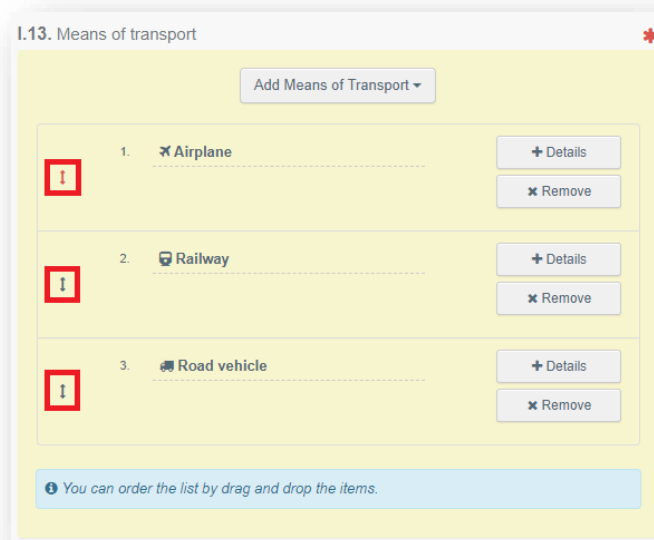 I.13. Means of transport *
Add Means of Transport
1. Airplane
Details
Remove
2. Railway
Details
Remove
3. Road vehicle
Details
Remove
You can order the list by drag and drop the items.